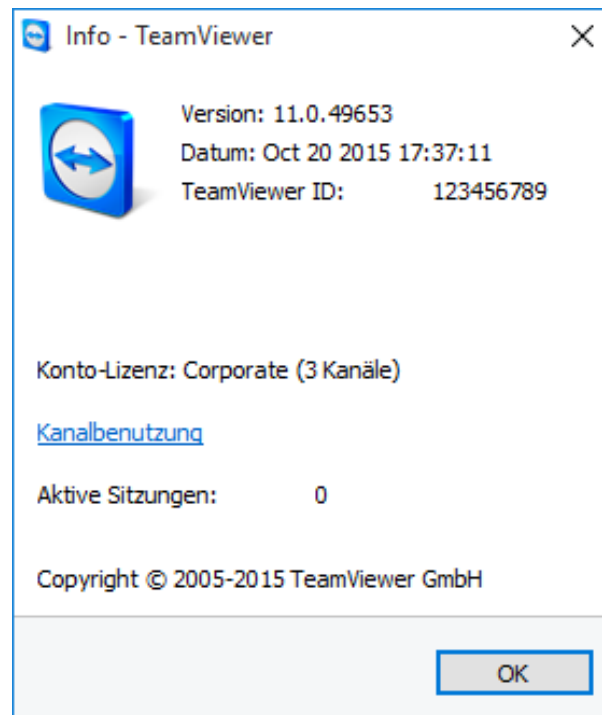 Info - TeamViewer
Version: 11.0.49653
Datum: Oct 20 2015 17:37:11
TeamViewer ID: 123456789
Konto-Lizenz: Corporate (3 Kanäle)
Kanalbenutzung
Aktive Sitzungen: 0
Copyright © 2005-2015 TeamViewer GmbH
OK